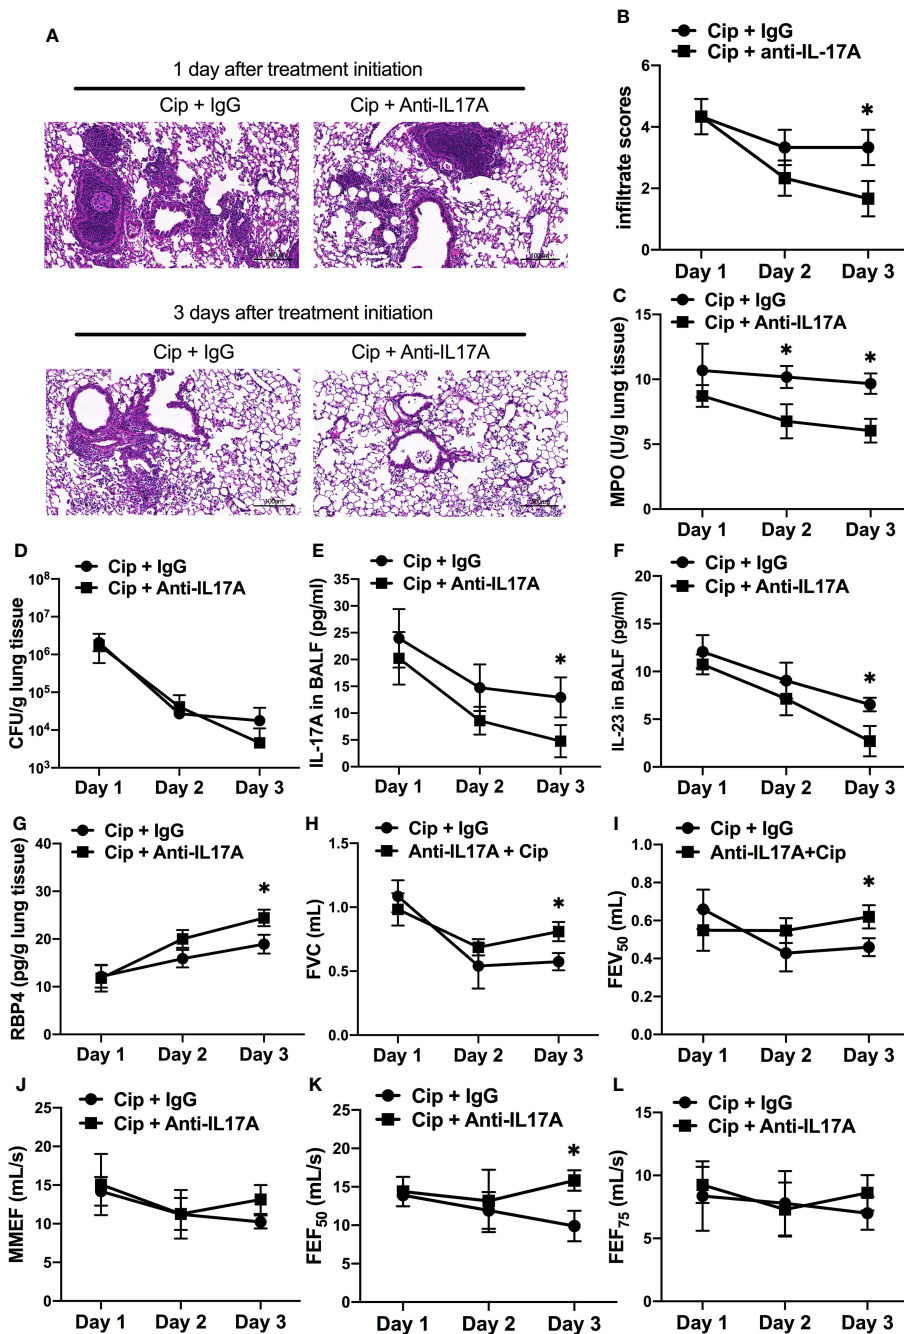 A
1 day after treatment initiation
Cip + IgG
Cip + Anti-IL17A
3 days after treatment initiation
Cip + IgG
Cip + Anti-IL17A
B
Cip + IgG
Cip + anti-IL-17A
infiltrate scores
6
4
2
0
*
Day 1 Day 2 Day 3
C
Cip + IgG
Cip + Anti-IL17A
MPO (U/g lung tissue)
15
10
5
0
* *
Day 1 Day 2 Day 3
D
Cip + IgG
Cip + Anti-IL17A
CFU/g lung tissue
10⁸
10⁷
10⁶
10⁵
10⁴
10³
Day 1 Day 2 Day 3
E
Cip + IgG
Cip + Anti-IL17A
IL-17A in BALF (pg/ml)
35
30
25
20
15
10
5
0
*
Day 1 Day 2 Day 3
F
Cip + IgG
Cip + Anti-IL17A
IL-23 in BALF (pg/ml)
20
15
10
5
0
*
Day 1 Day 2 Day 3
G
Cip + IgG
Cip + Anti-IL17A
RBP4 (pg/g lung tissue)
40
30
20
10
0
*
Day 1 Day 2 Day 3
H
Cip + IgG
Anti-IL17A + Cip
FVC (mL)
1.5
1.0
0.5
0.0
*
Day 1 Day 2 Day 3
I
Cip + IgG
Anti-IL17A+Cip
FEV₅₀ (mL)
1.0
0.8
0.6
0.4
0.2
0.0
*
Day 1 Day 2 Day 3
J
Cip + IgG
Cip + Anti-IL17A
MMEF (mL/s)
25
20
15
10
5
0
Day 1 Day 2 Day 3
K
Cip + IgG
Cip + Anti-IL17A
FEF₅₀ (mL/s)
25
20
15
10
5
0
*
Day 1 Day 2 Day 3
L
Cip + IgG
Cip + Anti-IL17A
FEF₇₅ (mL/s)
15
10
5
0
Day 1 Day 2 Day 3